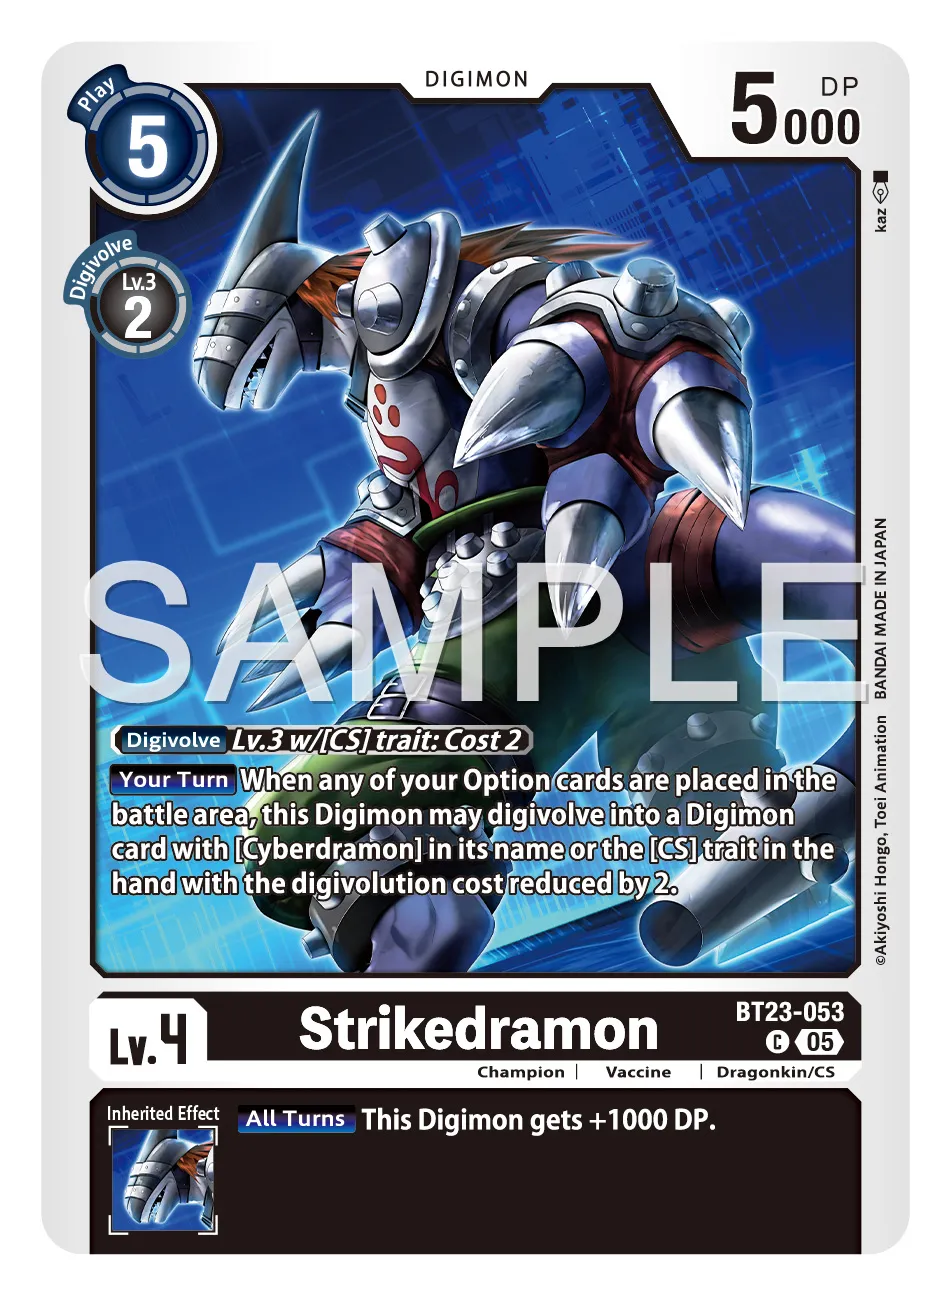 DIGIMON
Play
5
5000
DP
Digivolve
Lv.3
2
kaz
SAMPLE
Digivolve Lv.3 w/[CS] trait: Cost 2
Your Turn When any of your Option cards are placed in the
battle area, this Digimon may digivolve into a Digimon
card with [Cyberdramon] in its name or the [CS] trait in the
hand with the digivolution cost reduced by 2.
©Akiyoshi Hongo, Toei Animation BANDAI MADE IN JAPAN
Lv.4
Strikedramon
BT23-053
C 05
Champion | Vaccine | Dragonkin/CS
Inherited Effect
All Turns This Digimon gets +1000 DP.